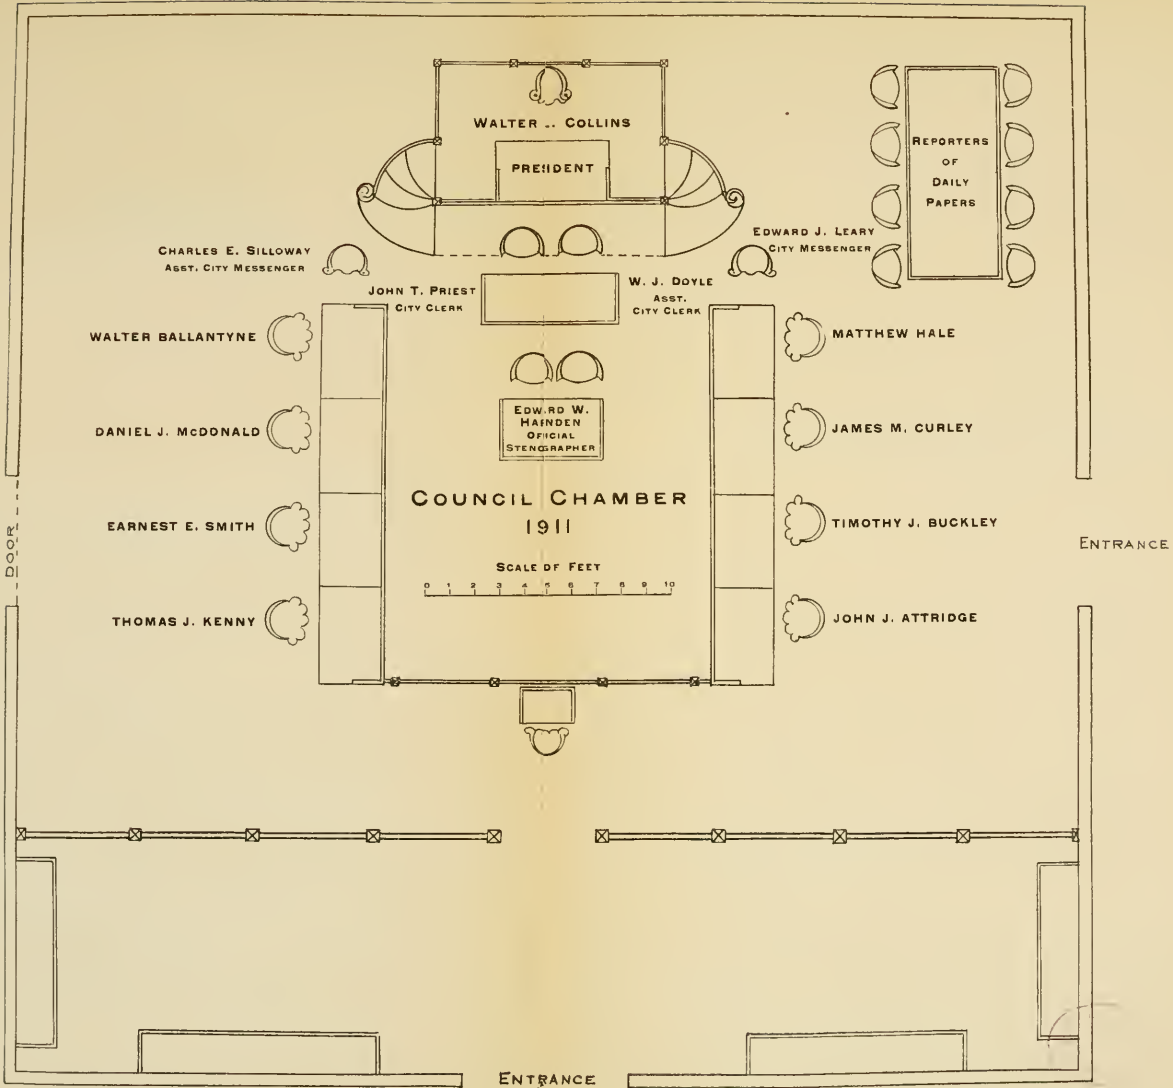 WALTER .. COLLINS
PRESIDENT
REPORTERS
OF
DAILY
PAPERS
CHARLES E. SILLOWAY
ASST. CITY MESSENGER
EDWARD J. LEARY
CITY MESSENGER
JOHN T. PRIEST
CITY CLERK
W. J. DOYLE
ASST.
CITY CLERK
WALTER BALLANTYNE
MATTHEW HALE
DANIEL J. McDONALD
JAMES M. CURLEY
EDW.RD W.
HARNDEN
OFFICIAL
STENOGRAPHER
COUNCIL CHAMBER
1911
EARNEST E. SMITH
TIMOTHY J. BUCKLEY
DOOR
ENTRANCE
SCALE OF FEET
0 1 2 3 4 5 6 7 8 9 10
THOMAS J. KENNY
JOHN J. ATTRIDGE
ENTRANCE